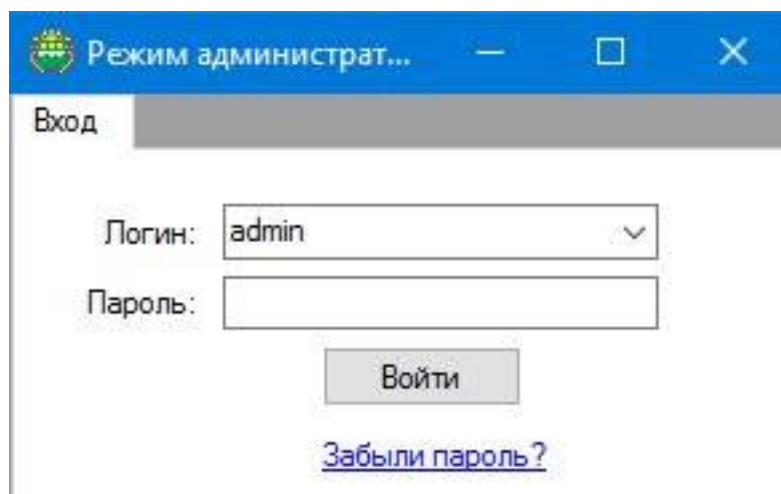 Режим администрат...
Вход
Логин: admin
Пароль:
Войти
Забыли пароль?